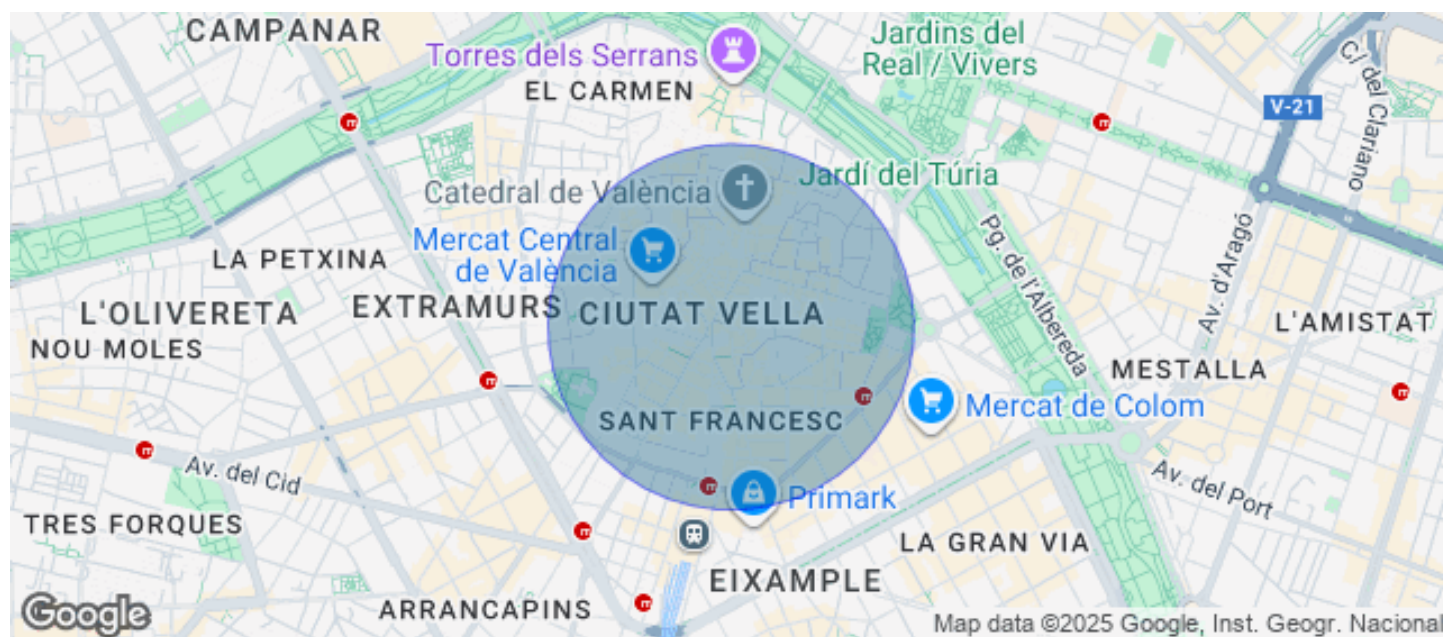 CAMPANAR
Torres dels Serrans
EL CARMEN
Jardins del
Real / Vivers
C/ del Clariano
V-21
Catedral de València
Jardí del Túria
Mercat Central
de València
LA PETXINA
Pg. de l'Albereda
Av. d'Aragó
L'OLIVERETA
EXTRAMURS
CIUTAT VELLA
L'AMISTAT
NOU MOLES
MESTALLA
Mercat de Colom
SANT FRANCESC
Av. del Cid
Av. del Port
Primark
TRES FORQUES
LA GRAN VIA
EIXAMPLE
ARRANCAPINS
Google
Map data ©2025 Google, Inst. Geogr. Nacional